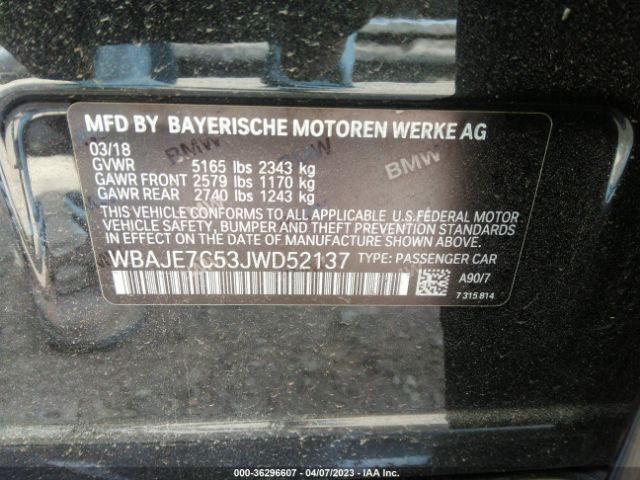 MFD BY BAYERISCHE MOTOREN WERKE AG
03/18
GVWR 5165 lbs 2343 kg
GAWR FRONT 2579 lbs 1170 kg
GAWR REAR 2740 lbs 1243 kg
BMW
BMW
THIS VEHICLE CONFORMS TO ALL APPLICABLE U.S.FEDERAL MOTOR
VEHICLE SAFETY, BUMPER AND THEFT PREVENTION STANDARDS
IN EFFECT ON THE DATE OF MANUFACTURE SHOWN ABOVE.
WBAJE7C53JWD52137 TYPE: PASSENGER CAR
A90/7
7 315 814
000-36296607 - 04/07/2023 - IAA Inc.